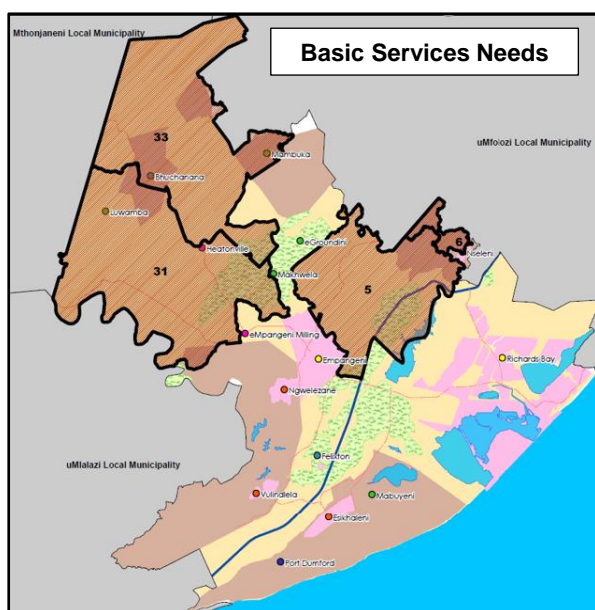 Mthonjaneni Local Municipality
Basic Services Needs
33
uMfolozi Local Municipality
Mambuka
Bhuchanana
Luwamba
6
Nseleni
eGroundini
Heatonville
31
Makhwela
5
eMpangeni Milling
Empangeni
Richards Bay
Ngwelezane
Felixton
uMlalazi Local Municipality
Vulindlela
Mabuyeni
Esikhaleni
Port Durnford